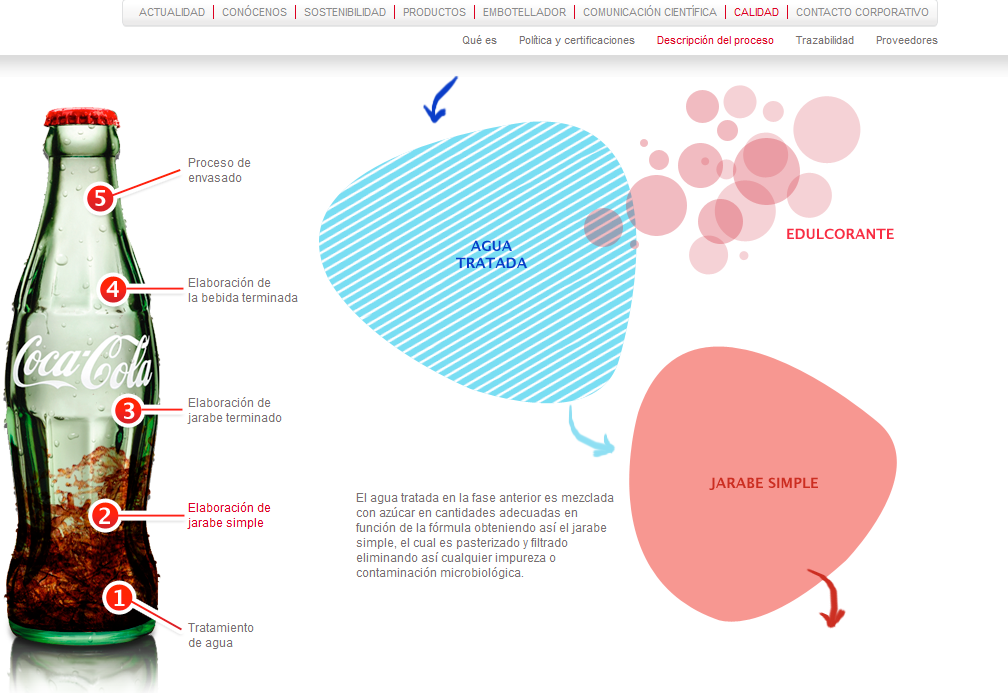 ACTUALIDAD CONÓCENOS SOSTENIBILIDAD PRODUCTOS EMBOTELLADOR COMUNICACIÓN CIENTÍFICA CALIDAD CONTACTO CORPORATIVO
Qué es Política y certificaciones Descripción del proceso Trazabilidad Proveedores
5
Proceso de
envasado
4
Elaboración de
la bebida terminada
Coca-Cola
3
Elaboración de
jarabe terminado
2
Elaboración de
jarabe simple
1
Tratamiento
de agua
AGUA
TRATADA
EDULCORANTE
JARABE SIMPLE
El agua tratada en la fase anterior es mezclada
con azúcar en cantidades adecuadas en
función de la fórmula obteniendo así el jarabe
simple, el cual es pasterizado y filtrado
eliminando así cualquier impureza o
contaminación microbiológica.